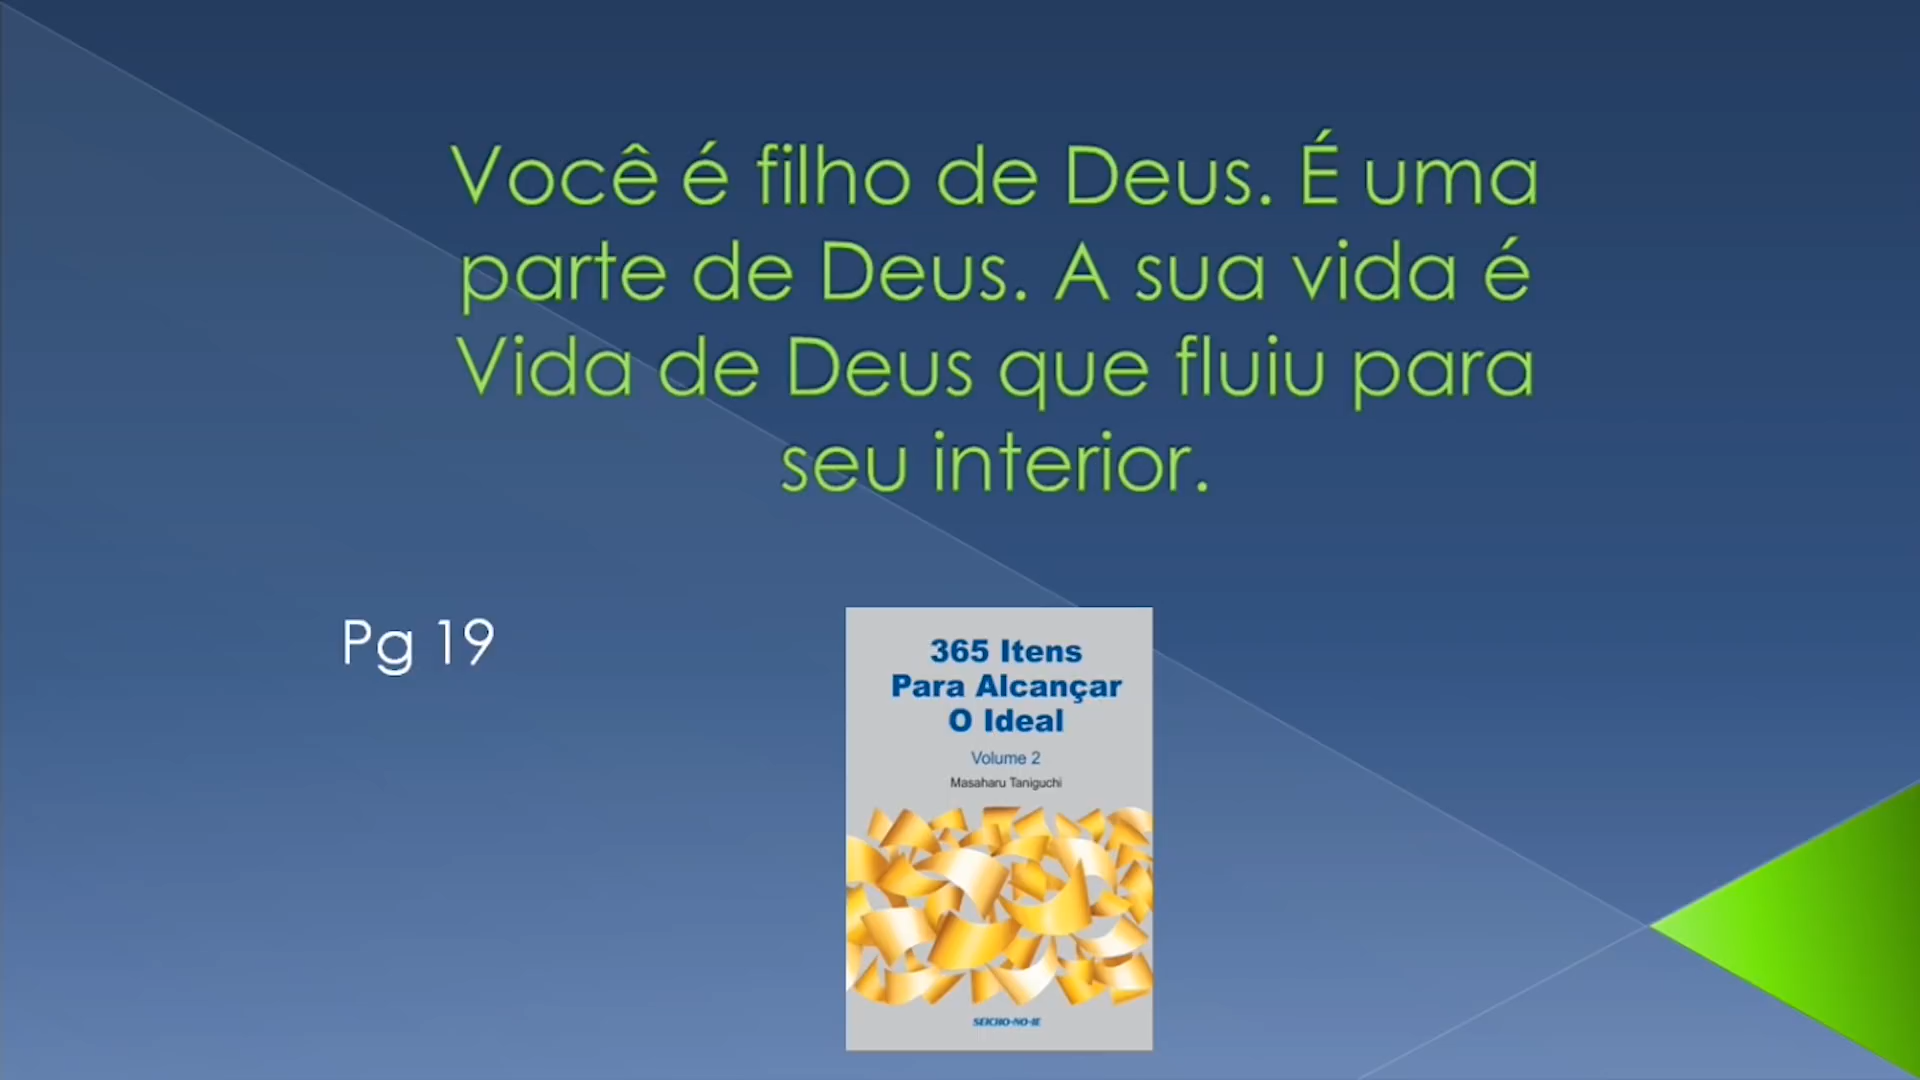 Você é filho de Deus. É uma
parte de Deus. A sua vida é
Vida de Deus que fluiu para
seu interior.
Pg 19
365 Itens
Para Alcançar
O Ideal
Volume 2
Masaharu Taniguchi
SEICHO-NO-IE